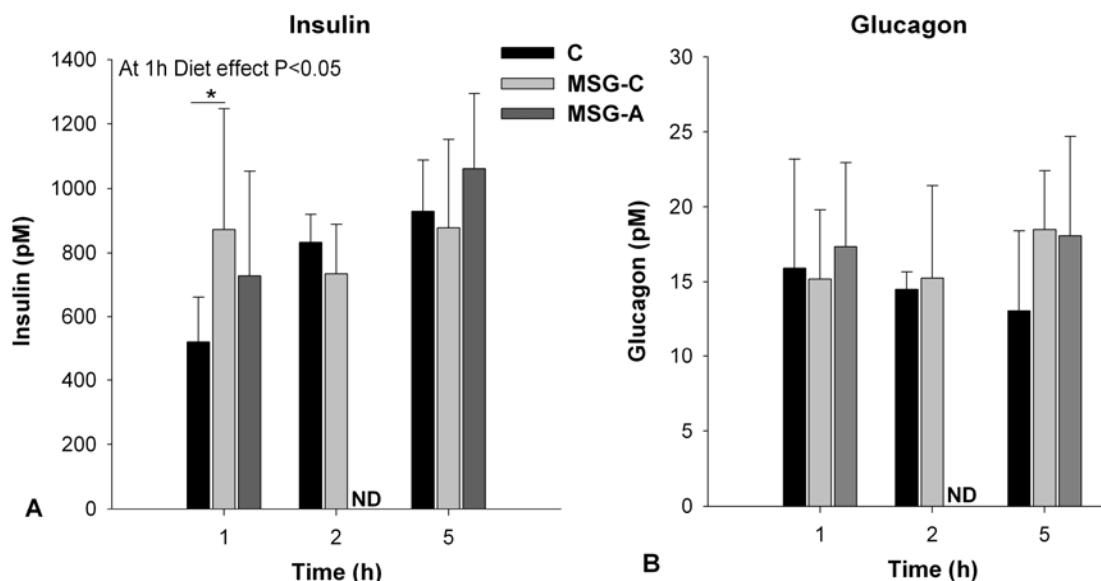 Insulin
At 1h Diet effect P<0.05
*
1400
1200
1000
800
600
400
200
0
Insulin (pM)
ND
1
2
5
Time (h)
A
C
MSG-C
MSG-A
Glucagon
30
25
20
15
10
5
0
Glucagon (pM)
ND
1
2
5
Time (h)
B